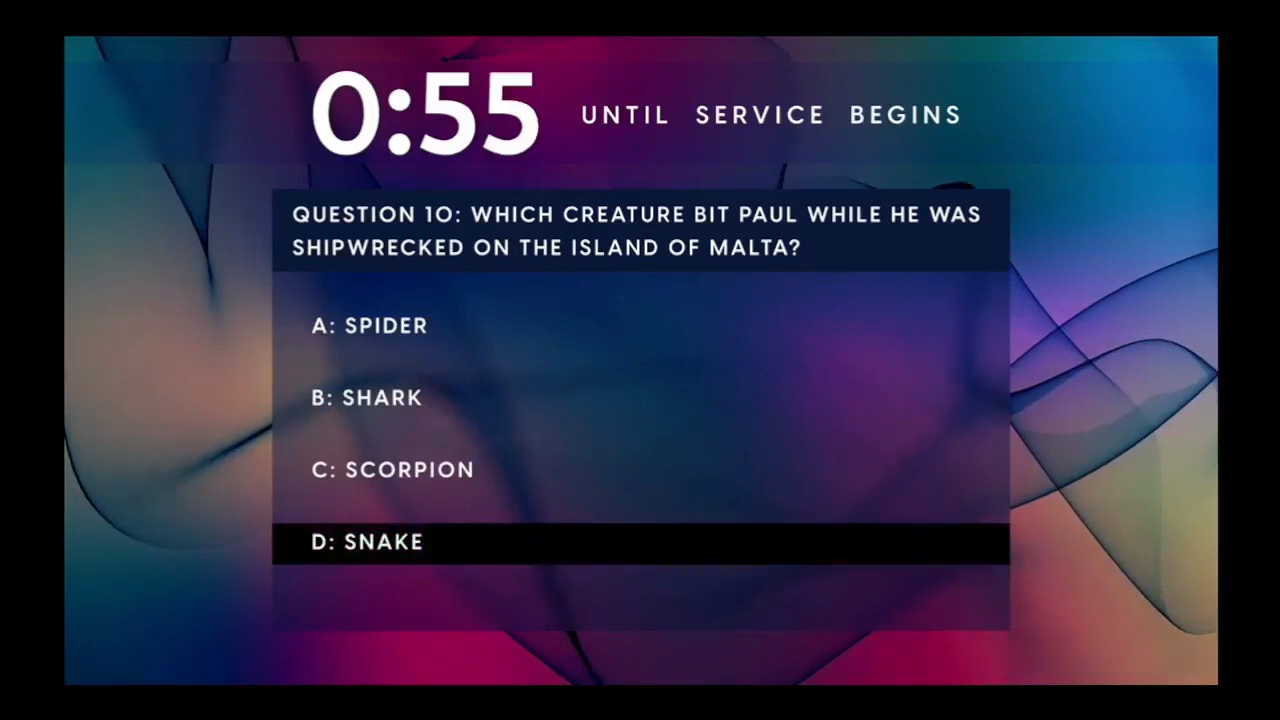 0:55 UNTIL SERVICE BEGINS
QUESTION 10: WHICH CREATURE BIT PAUL WHILE HE WAS
SHIPWRECKED ON THE ISLAND OF MALTA?
A: SPIDER
B: SHARK
C: SCORPION
D: SNAKE